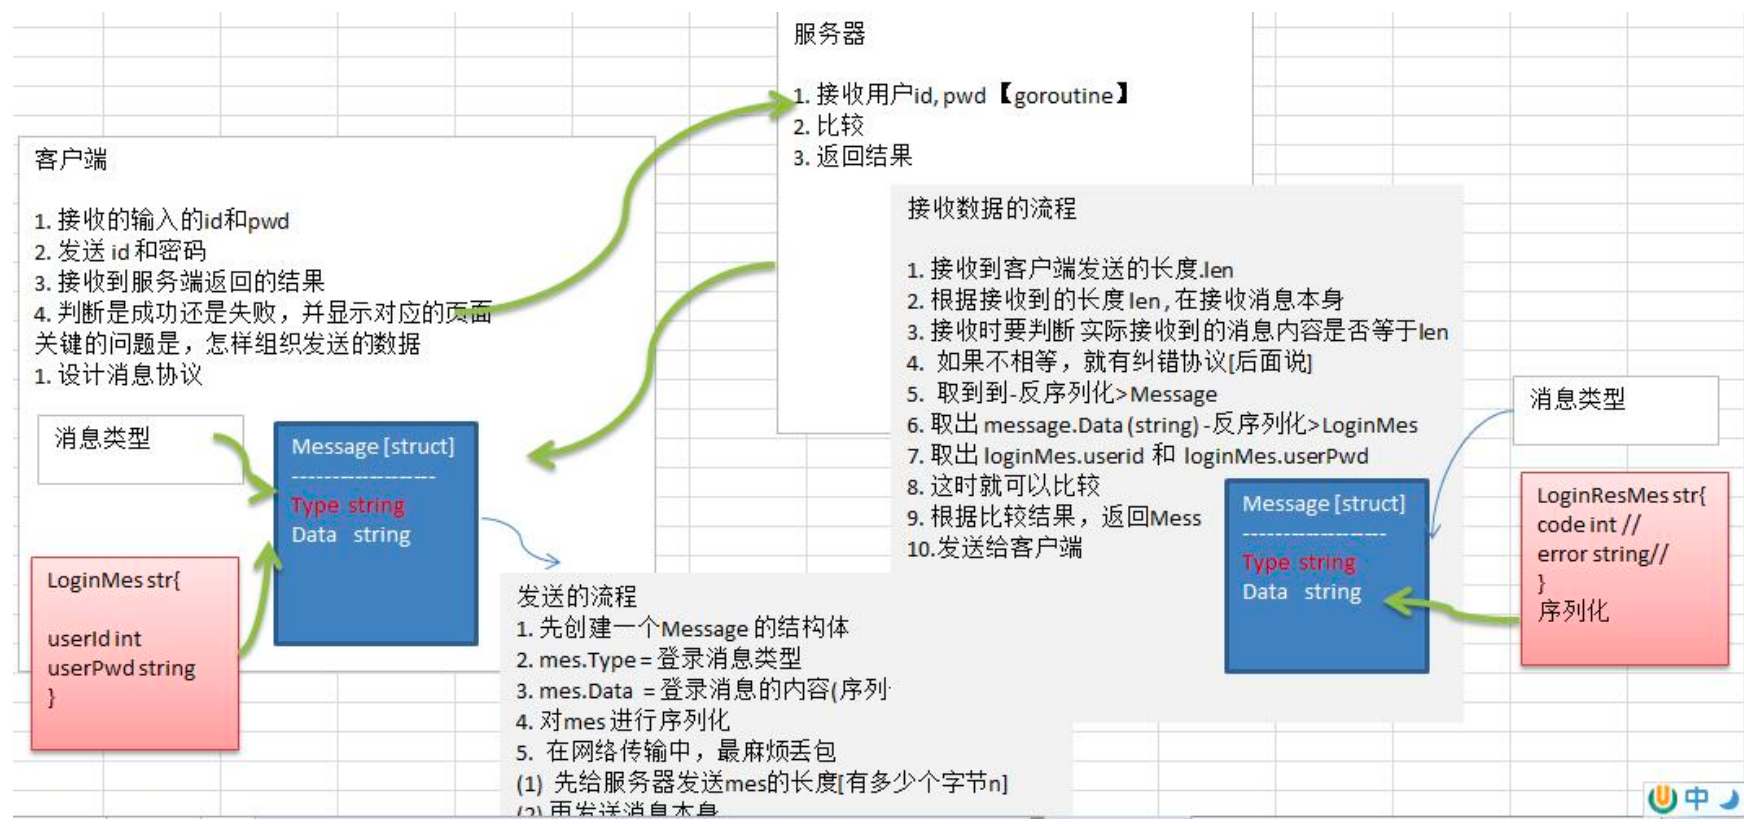 服务器
1. 接收用户id, pwd【goroutine】
2. 比较
3. 返回结果
客户端
1. 接收的输入的id和pwd
2. 发送 id 和密码
3. 接收到服务端返回的结果
4. 判断是成功还是失败，并显示对应的页面
关键的问题是，怎样组织发送的数据
1. 设计消息协议
消息类型
Message [struct]
------------------
Type string
Data string
LoginMes str{
userId int
userPwd string
}
发送的流程
1. 先创建一个Message 的结构体
2. mes.Type = 登录消息类型
3. mes.Data = 登录消息的内容(序列
4. 对mes 进行序列化
5. 在网络传输中，最麻烦丢包
(1) 先给服务器发送mes的长度[有多少个字节n]
(2) 再发送消息本身
接收数据的流程
1. 接收到客户端发送的长度.len
2. 根据接收到的长度 len , 在接收消息本身
3. 接收时要判断 实际接收到的消息内容是否等于len
4. 如果不相等，就有纠错协议[后面说]
5. 取到到-反序列化>Message
6. 取出 message.Data (string) -反序列化>LoginMes
7. 取出 loginMes.userid 和 loginMes.userPwd
8. 这时就可以比较
9. 根据比较结果，返回Mess
10.发送给客户端
消息类型
Message [struct]
------------------
Type string
Data string
LoginResMes str{
code int //
error string//
}
序列化
中